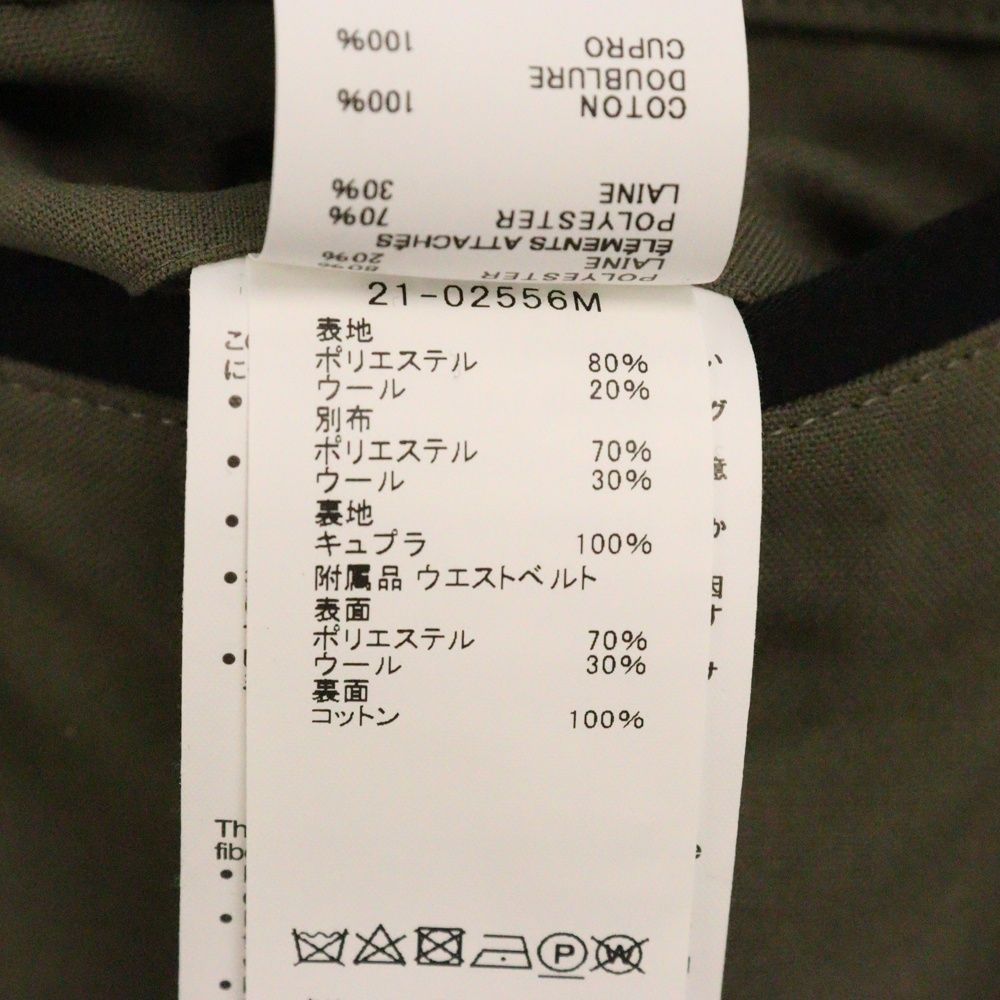 100% CUPRO
DOUBLURE
100% COTON
30% LAINE
70% POLYESTER
ÉLÉMENTS ATTACHÉS
20% LAINE
80% POLYESTER
21-02556M
表地
ポリエステル 80%
ウール 20%
別布
ポリエステル 70%
ウール 30%
裏地
キュプラ 100%
附属品 ウエストベルト
表面
ポリエステル 70%
ウール 30%
裏面
コットン 100%
P
W